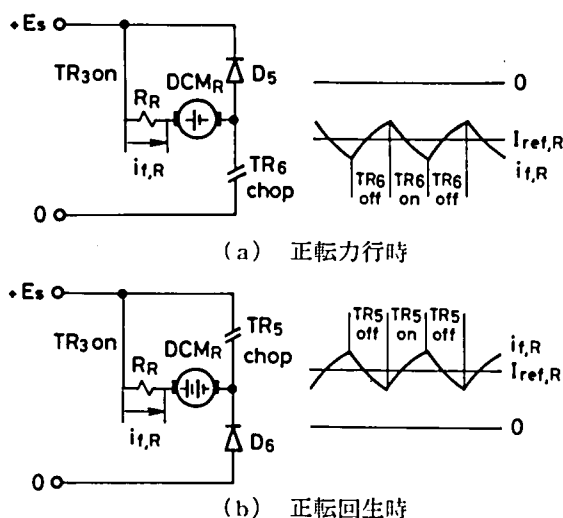 +Es
TR3on
RR
DCMR
D5
if,R
TR6
chop
0
0
Iref,R
if,R
TR6 TR6 TR6
off on off
(a) 正転力行時
+Es
TR3on
RR
DCMR
TR5
chop
if,R
D6
0
TR5 TR5 TR5
off on off
if,R
Iref,R
0
(b) 正転回生時